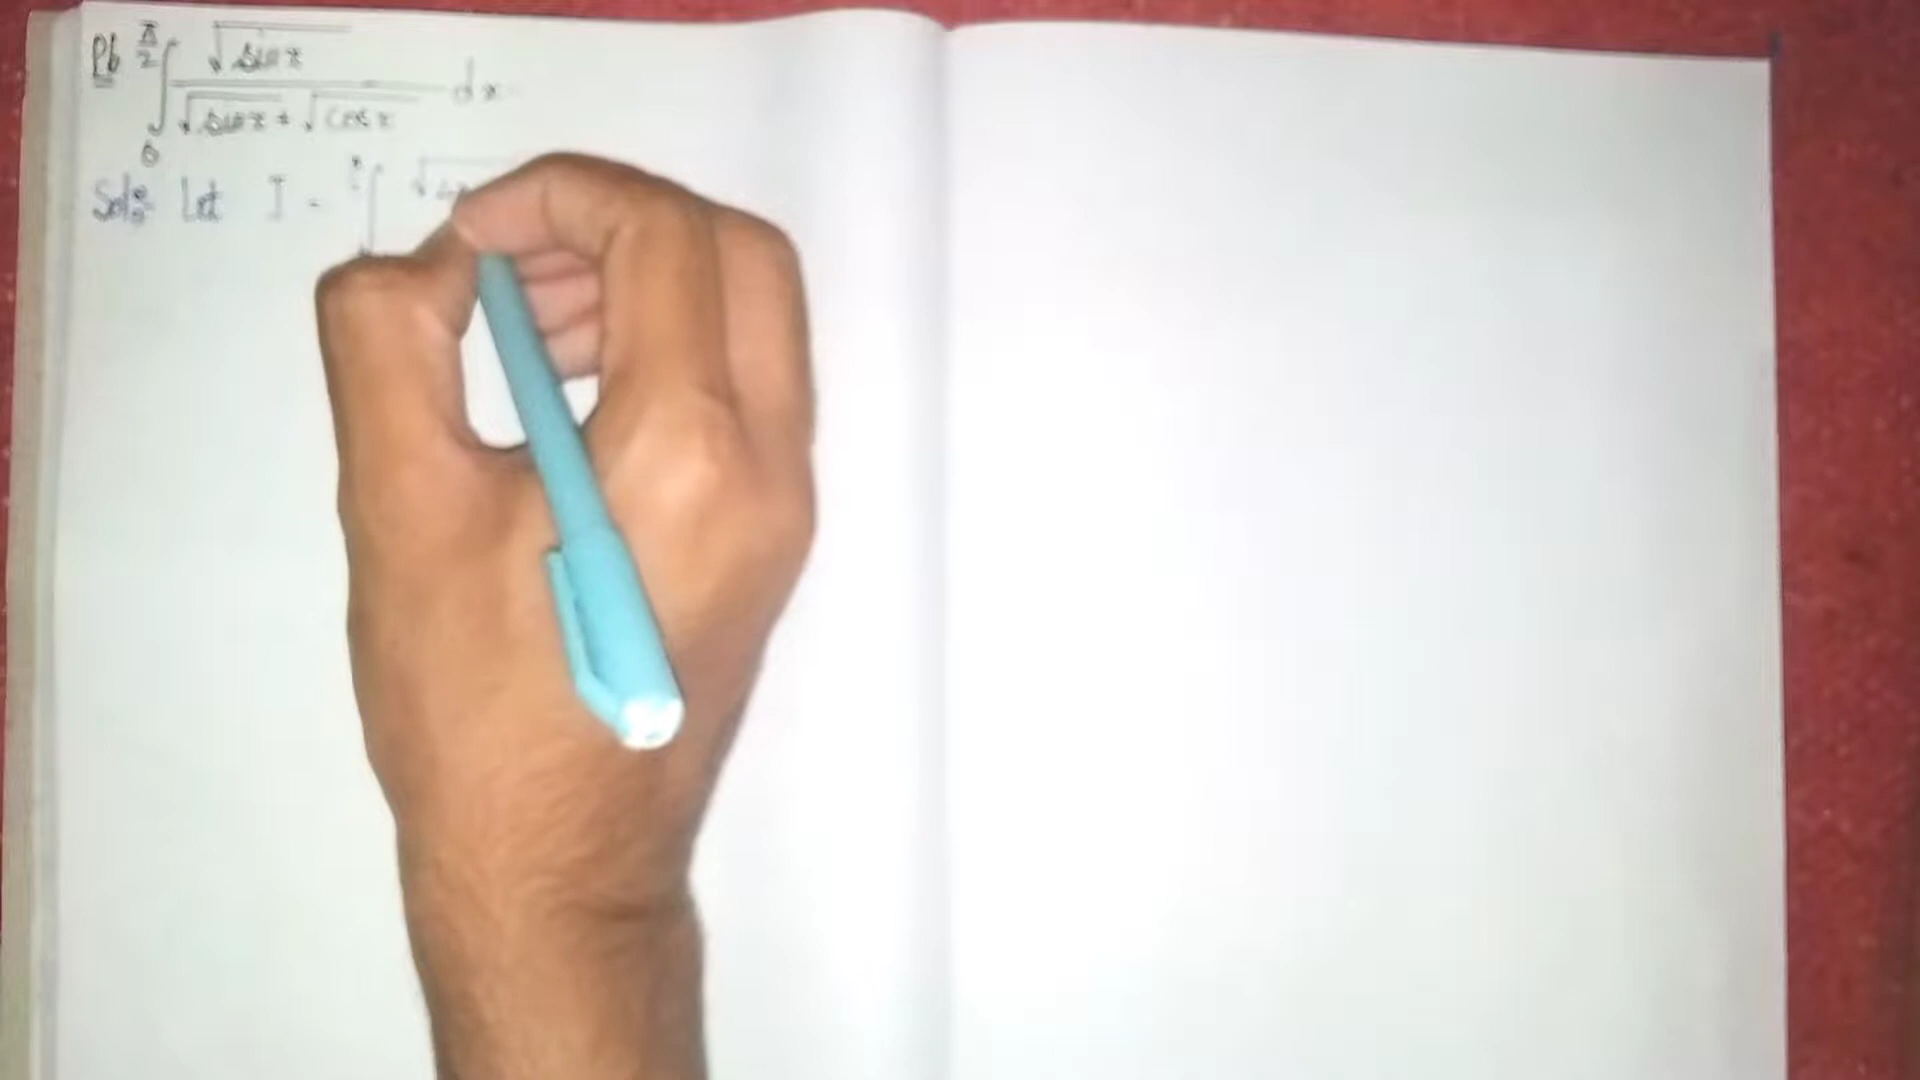 Pb ∫₀^(π/2) √sin x / (√sin x + √cos x) dx
Sol: Let I = ∫ √